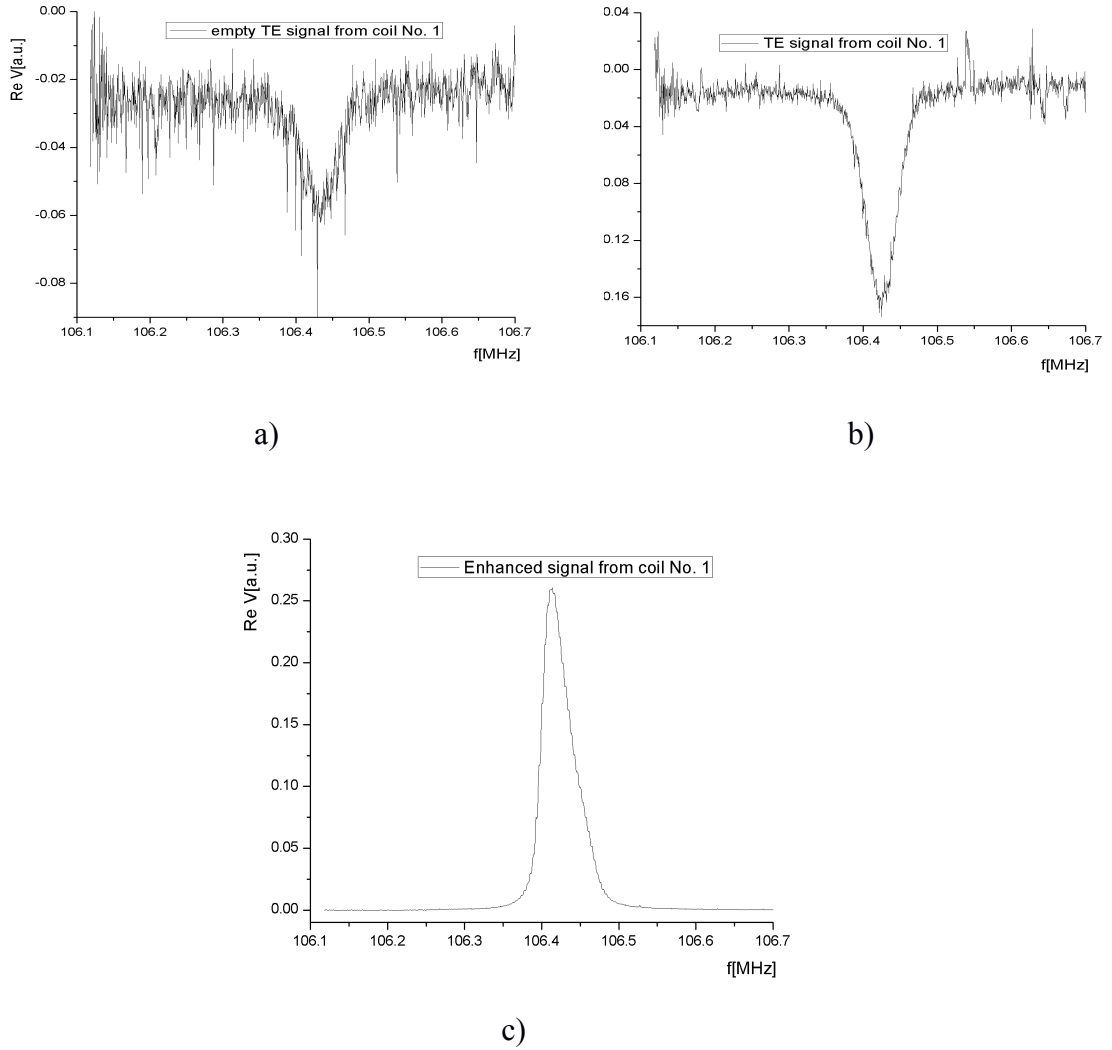 empty TE signal from coil No. 1
Re V[a.u.]
0.00
-0.02
-0.04
-0.06
-0.08
106.1 106.2 106.3 106.4 106.5 106.6 106.7
f[MHz]
a)
TE signal from coil No. 1
0.04
0.00
0.04
0.08
0.12
0.16
106.1 106.2 106.3 106.4 106.5 106.6 106.7
f[MHz]
b)
Enhanced signal from coil No. 1
Re V[a.u.]
0.30
0.25
0.20
0.15
0.10
0.05
0.00
106.1 106.2 106.3 106.4 106.5 106.6 106.7
f[MHz]
c)